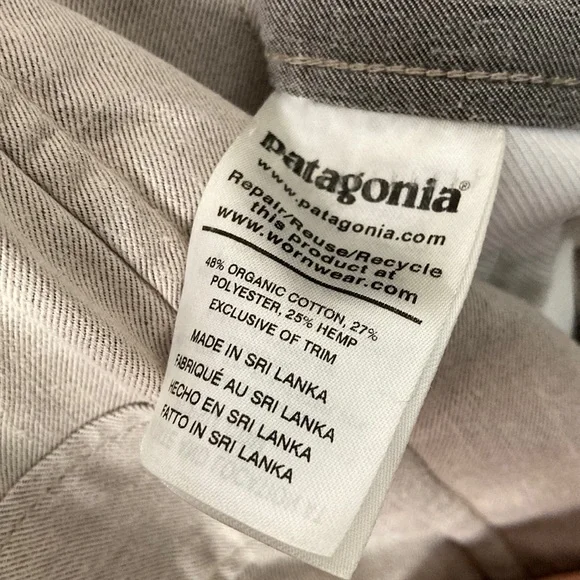 patagonia®
www.patagonia.com
Repair/Reuse/Recycle
this product at
www.wornwear.com
48% ORGANIC COTTON, 27%
POLYESTER, 25% HEMP
EXCLUSIVE OF TRIM
MADE IN SRI LANKA
FABRIQUÉ AU SRI LANKA
HECHO EN SRI LANKA
FATTO IN SRI LANKA